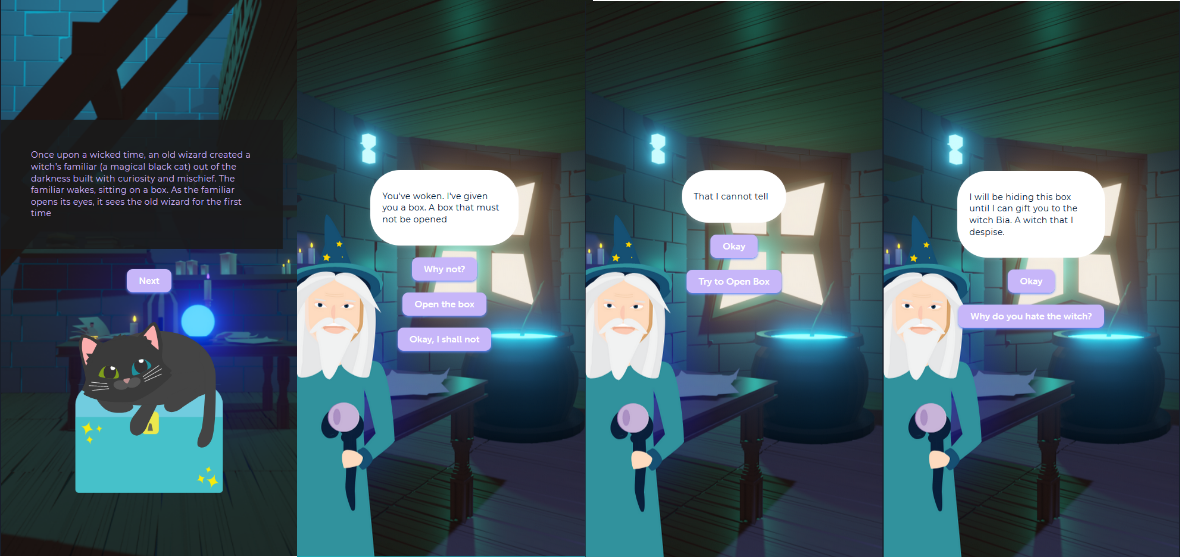 Once upon a wicked time, an old wizard created a
witch's familiar (a magical black cat) out of the
darkness built with curiosity and mischief. The
familiar wakes, sitting on a box. As the familiar
opens its eyes, it sees the old wizard for the first
time
Next
You've woken. I've given
you a box. A box that must
not be opened
Why not?
Open the box
Okay, I shall not
That I cannot tell
Okay
Try to Open Box
I will be hiding this box
until I can gift you to the
witch Bia. A witch that I
despise.
Okay
Why do you hate the witch?